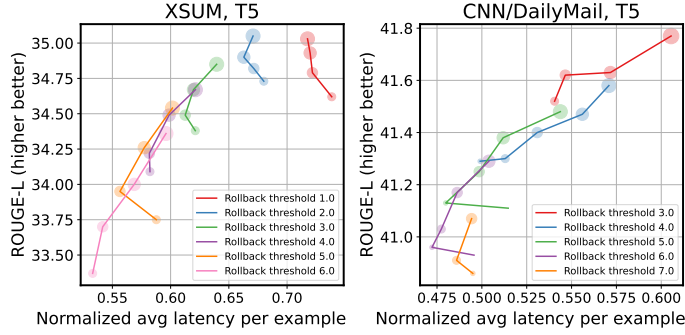 XSUM, T5
ROUGE-L (higher better)
35.00
34.75
34.50
34.25
34.00
33.75
33.50
0.55
0.60
0.65
0.70
Normalized avg latency per example
Rollback threshold 1.0
Rollback threshold 2.0
Rollback threshold 3.0
Rollback threshold 4.0
Rollback threshold 5.0
Rollback threshold 6.0
CNN/DailyMail, T5
ROUGE-L (higher better)
41.8
41.6
41.4
41.2
41.0
0.475
0.500
0.525
0.550
0.575
0.600
Normalized avg latency per example
Rollback threshold 3.0
Rollback threshold 4.0
Rollback threshold 5.0
Rollback threshold 6.0
Rollback threshold 7.0